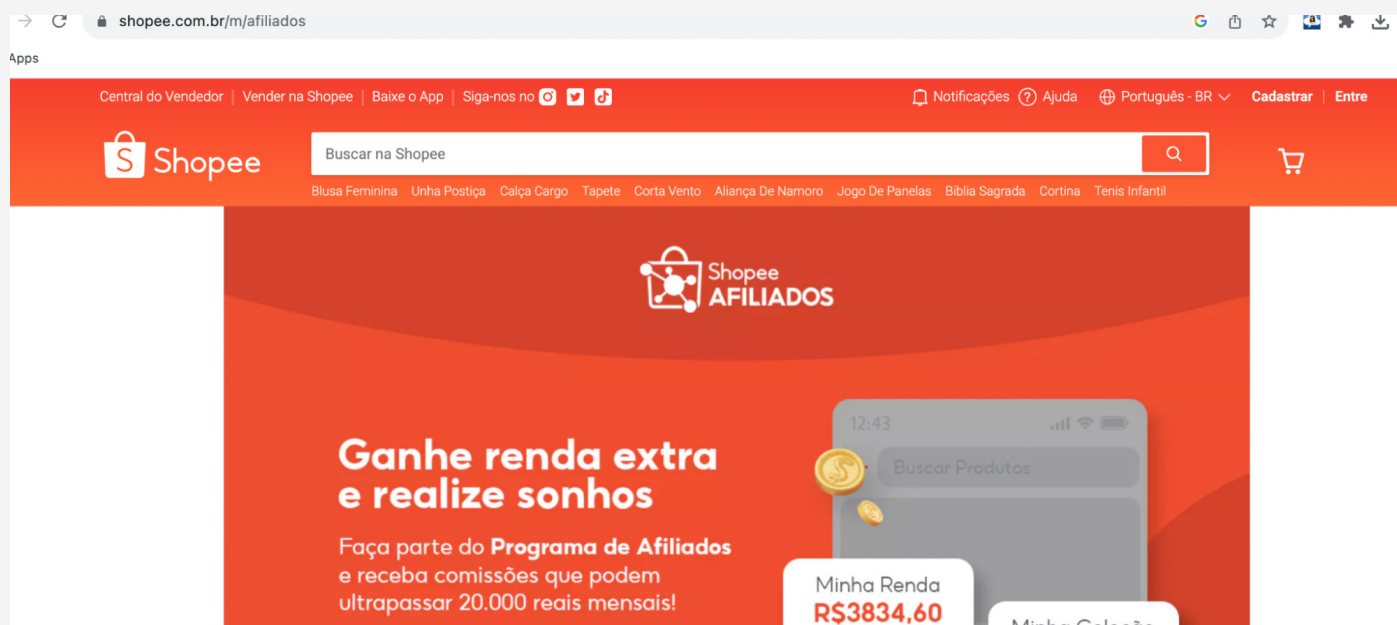 shopee.com.br/m/afiliados
Apps
Central do Vendedor | Vender na Shopee | Baixe o App | Siga-nos no
Notificações ? Ajuda Português - BR Cadastrar | Entre
Shopee
Buscar na Shopee
Blusa Feminina Unha Postiça Calça Cargo Tapete Corta Vento Aliança De Namoro Jogo De Panelas Biblia Sagrada Cortina Tenis Infantil
Shopee
AFILIADOS
Ganhe renda extra
e realize sonhos
Faça parte do Programa de Afiliados
e receba comissões que podem
ultrapassar 20.000 reais mensais!
12:43
Buscar Produtos
Minha Renda
R$3834,60
Minha Coleção